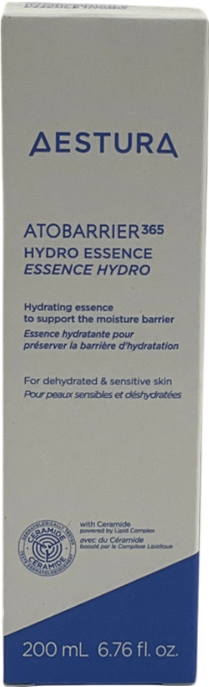 AESTURA
ATOBARRIER365
HYDRO ESSENCE
ESSENCE HYDRO
Hydrating essence
to support the moisture barrier
Essence hydratante pour
préserver la barrière d'hydratation
For dehydrated & sensitive skin
Pour peaux sensibles et déshydratées
CERAMIDE
CERAMIDE
with Ceramide
powered by Lipid Complex
avec du Céramide
boosté par le Complexe Lipidique
200 mL 6.76 fl. oz.